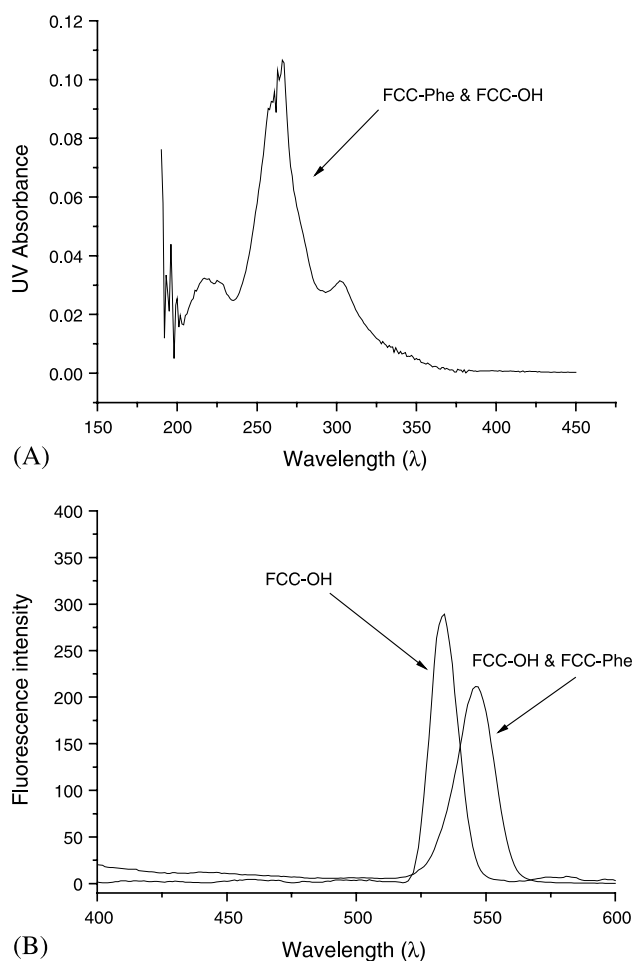 0.12
0.10
0.08
0.06
0.04
0.02
0.00
UV Absorbance
FCC-Phe & FCC-OH
150 200 250 300 350 400 450
Wavelength (λ)
(A)
400
350
300
250
200
150
100
50
0
Fluorescence intensity
FCC-OH
FCC-OH & FCC-Phe
400 450 500 550 600
Wavelength (λ)
(B)